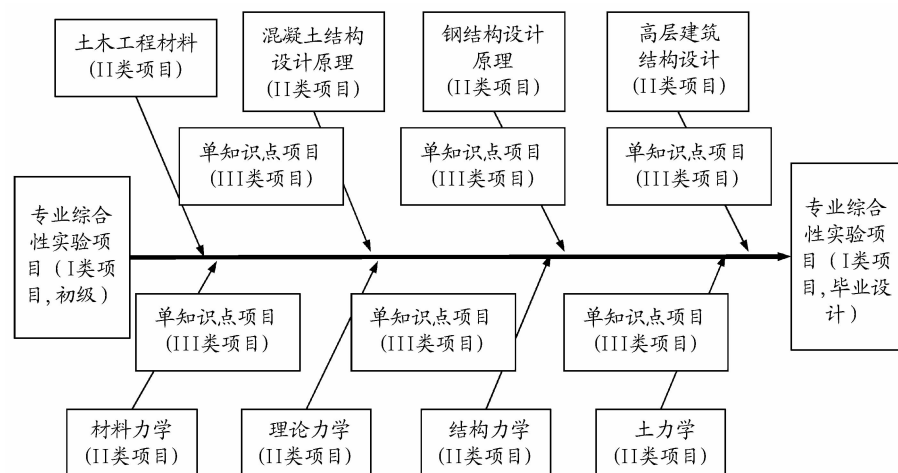 土木工程材料
(II类项目)
混凝土结构
设计原理
(II类项目)
钢结构设计
原理
(II类项目)
高层建筑
结构设计
(II类项目)
单知识点项目
(III类项目)
单知识点项目
(III类项目)
单知识点项目
(III类项目)
专业综合
性实验项
目（I类项
目,初级）
专业综合
性实验项
目（I类项
目,毕业设
计）
单知识点项目
(III类项目)
单知识点项目
(III类项目)
单知识点项目
(III类项目)
材料力学
(II类项目)
理论力学
(II类项目)
结构力学
(II类项目)
土力学
(II类项目)